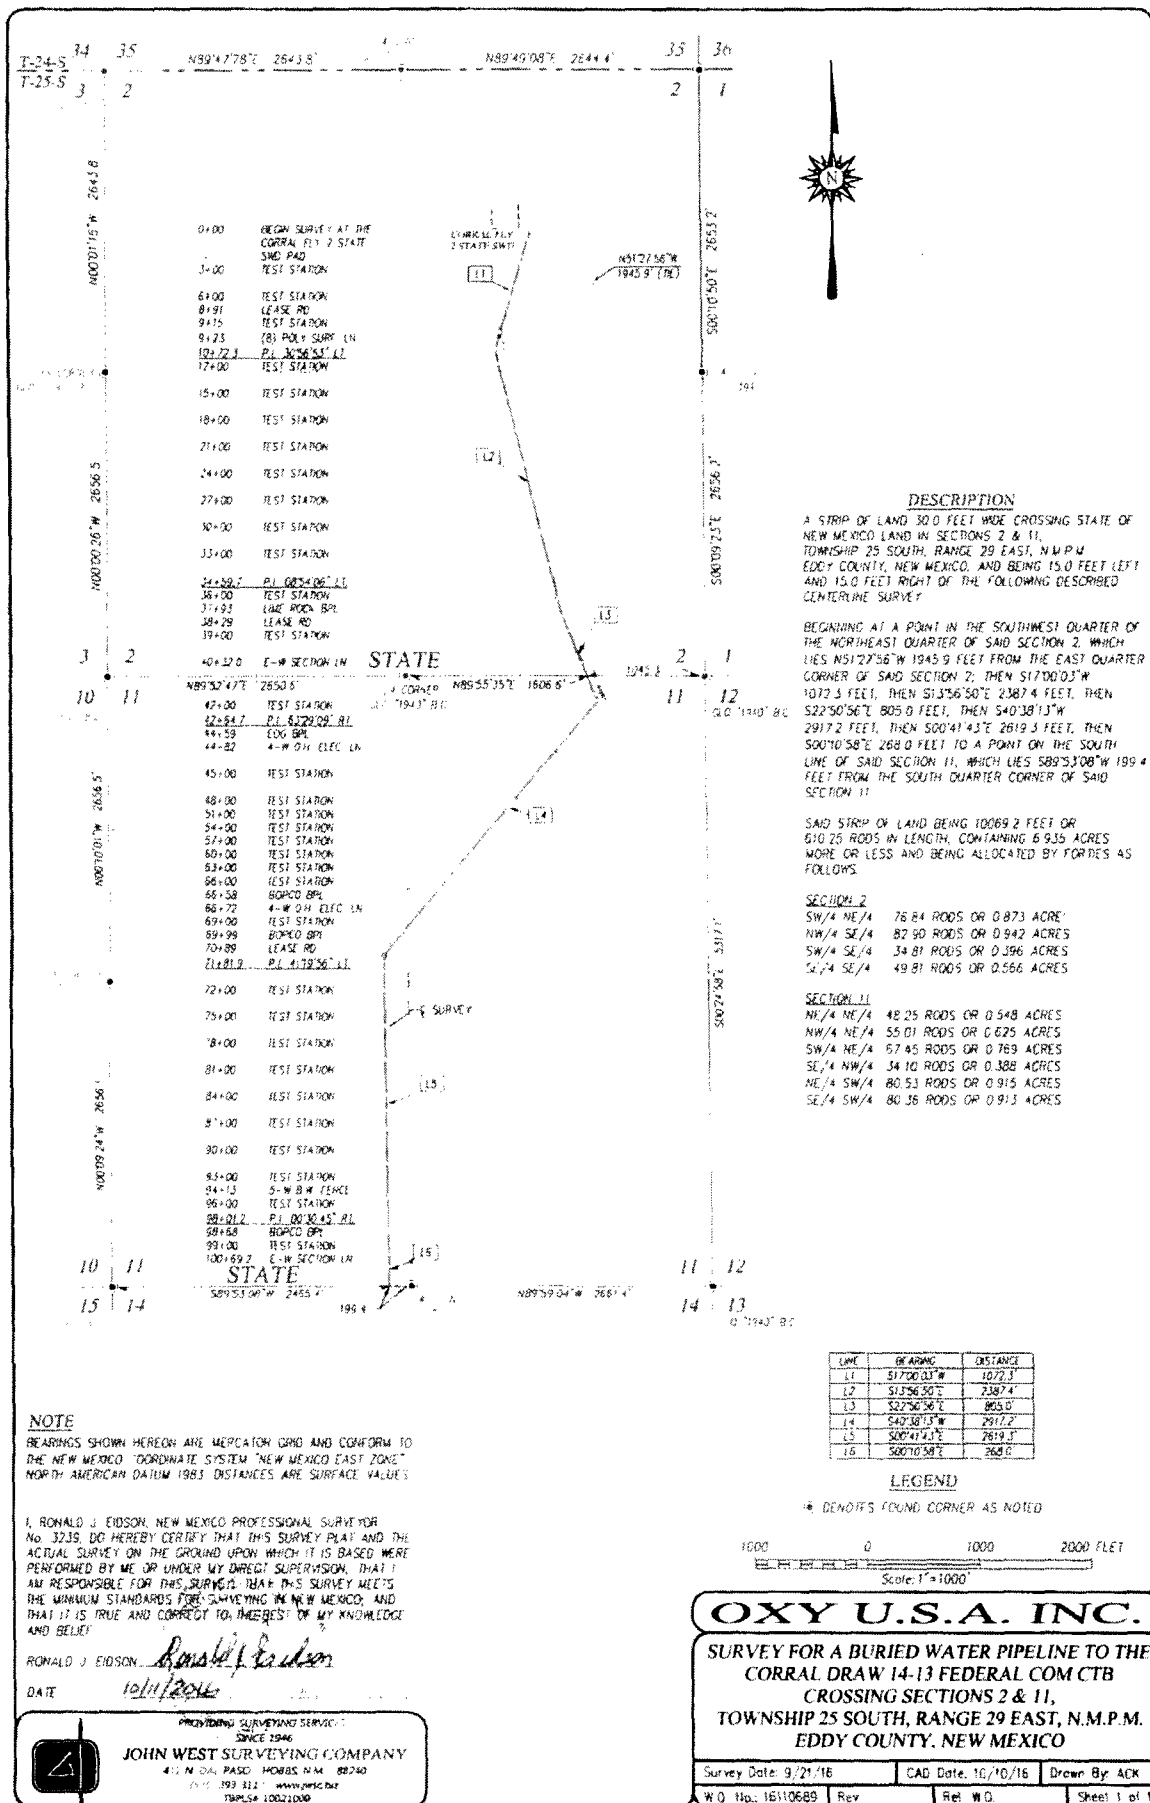 34 35
T-24-S
T-25-S
3 2
N89°47'78"E 2643.8'
N89°49'08"E 2644.4'
35 36
2 1
N
N00°01'15"W 2643.8
S00°10'50"E 2653.2'
0+00 BEGIN SURVEY AT THE
CORRAL FLY 2 STATE
SWD PAD
3+00 TEST STATION
6+00 TEST STATION
8+91 LEASE RD
9+15 TEST STATION
9+23 (8) POLY SURF LN
10+72.3 P.I. 30°56'53" LT
12+00 TEST STATION
15+00 TEST STATION
18+00 TEST STATION
21+00 TEST STATION
24+00 TEST STATION
27+00 TEST STATION
30+00 TEST STATION
33+00 TEST STATION
34+59.7 P.I. 08°54'06" LT
36+00 TEST STATION
37+93 LIME ROCK BPL
38+29 LEASE RD
39+00 TEST STATION
40+32.0 E-W SECTION LN
CORRAL FLY
2 STATE SWD
N51°27'56"W
1945.9' (TIE)
L1
L2
L3
N00°00'26"W 2656.5
S00°09'23"E 2656.2'
3 2
10 11
STATE
N89°52'47"E 2650.6'
CORNER
N89°55'35"E 1606.6'
1045.3
2 1
11 12
42+00 TEST STATION
42+64.7 P.I. 63°29'09" RT
44+59 EOG BPL
44+82 4-W O.H. ELEC LN
45+00 TEST STATION
48+00 TEST STATION
51+00 TEST STATION
54+00 TEST STATION
57+00 TEST STATION
60+00 TEST STATION
63+00 TEST STATION
66+00 TEST STATION
66+58 BOPCO BPL
66+72 4-W O.H. ELEC LN
69+00 TEST STATION
69+99 BOPCO BPL
70+89 LEASE RD
71+81.9 P.I. 41°19'56" LT
72+00 TEST STATION
75+00 TEST STATION
78+00 TEST STATION
81+00 TEST STATION
84+00 TEST STATION
87+00 TEST STATION
90+00 TEST STATION
93+00 TEST STATION
94+13 5-W B.W. FENCE
96+00 TEST STATION
98+01.2 P.I. 00°30'45" RT
98+68 BOPCO BPL
99+00 TEST STATION
100+69.2 E-W SECTION LN
L4
SURVEY
L5
L6
N00°00'10"W 2656.5'
N00°09'24"W 2656.1
S00°24'58"E 5317.1'
10 11
15 14
STATE
S89°53'08"W 2455.4'
199.4
N89°59'04"W 2661.4'
11 12
14 13
DESCRIPTION
A STRIP OF LAND 30.0 FEET WIDE CROSSING STATE OF
NEW MEXICO LAND IN SECTIONS 2 & 11,
TOWNSHIP 25 SOUTH, RANGE 29 EAST, N.M.P.M.
EDDY COUNTY, NEW MEXICO, AND BEING 15.0 FEET LEFT
AND 15.0 FEET RIGHT OF THE FOLLOWING DESCRIBED
CENTERLINE SURVEY
BEGINNING AT A POINT IN THE SOUTHWEST QUARTER OF
THE NORTHEAST QUARTER OF SAID SECTION 2, WHICH
LIES N51°27'56"W 1945.9 FEET FROM THE EAST QUARTER
CORNER OF SAID SECTION 2; THEN S17°00'03"W
1072.3 FEET, THEN S13°56'50"E 2387.4 FEET, THEN
S22°50'56"E 805.0 FEET, THEN S40°38'13"W
2917.2 FEET, THEN S00°41'43"E 2619.3 FEET, THEN
S00°10'58"E 268.0 FEET TO A POINT ON THE SOUTH
LINE OF SAID SECTION 11, WHICH LIES S89°53'08"W 199.4
FEET FROM THE SOUTH QUARTER CORNER OF SAID
SECTION 11
SAID STRIP OF LAND BEING 10069.2 FEET OR
610.25 RODS IN LENGTH, CONTAINING 6.935 ACRES
MORE OR LESS AND BEING ALLOCATED BY FORTIES AS
FOLLOWS
SECTION 2
SW/4 NE/4 76.84 RODS OR 0.873 ACRE
NW/4 SE/4 82.90 RODS OR 0.942 ACRES
SW/4 SE/4 34.81 RODS OR 0.396 ACRES
SE/4 SE/4 49.81 RODS OR 0.566 ACRES
SECTION 11
NE/4 NE/4 48.25 RODS OR 0.548 ACRES
NW/4 NE/4 55.01 RODS OR 0.625 ACRES
SW/4 NE/4 67.45 RODS OR 0.769 ACRES
SE/4 NW/4 34.10 RODS OR 0.388 ACRES
NE/4 SW/4 80.53 RODS OR 0.915 ACRES
SE/4 SW/4 80.36 RODS OR 0.913 ACRES
LINE BEARING DISTANCE
L1 S17°00'03"W 1072.3'
L2 S13°56'50"E 2387.4'
L3 S22°50'56"E 805.0'
L4 S40°38'13"W 2917.2'
L5 S00°41'43"E 2619.3'
L6 S00°10'58"E 268.0'
LEGEND
DENOTES FOUND CORNER AS NOTED
1000 0 1000 2000 FEET
Scale: 1"=1000'
NOTE
BEARINGS SHOWN HEREON ARE MERCATOR GRID AND CONFORM TO
THE NEW MEXICO COORDINATE SYSTEM "NEW MEXICO EAST ZONE"
NORTH AMERICAN DATUM 1983 DISTANCES ARE SURFACE VALUES
I, RONALD J. EIDSON, NEW MEXICO PROFESSIONAL SURVEYOR
No. 3239, DO HEREBY CERTIFY THAT THIS SURVEY PLAT AND THE
ACTUAL SURVEY ON THE GROUND UPON WHICH IT IS BASED WERE
PERFORMED BY ME OR UNDER MY DIRECT SUPERVISION, THAT I
AM RESPONSIBLE FOR THIS SURVEY, THAT THIS SURVEY MEETS
THE MINIMUM STANDARDS FOR SURVEYING IN NEW MEXICO, AND
THAT IT IS TRUE AND CORRECT TO THE BEST OF MY KNOWLEDGE
AND BELIEF
RONALD J. EIDSON Ronald J. Eidson
DATE 10/11/2016
PROVIDING SURVEYING SERVICES
SINCE 1946
JOHN WEST SURVEYING COMPANY
412 N. DAL PASO HOBBS, N.M. 88240
www.jwsc.biz
TBPLS# 10021000
OXY U.S.A. INC.
SURVEY FOR A BURIED WATER PIPELINE TO THE
CORRAL DRAW 14-13 FEDERAL COM CTB
CROSSING SECTIONS 2 & 11,
TOWNSHIP 25 SOUTH, RANGE 29 EAST, N.M.P.M.
EDDY COUNTY, NEW MEXICO
Survey Date: 9/21/16 CAD Date: 10/10/16 Drawn By: ACK
W.O. No.: 16110689 Rev Rel. W.O. Sheet 1 of 1